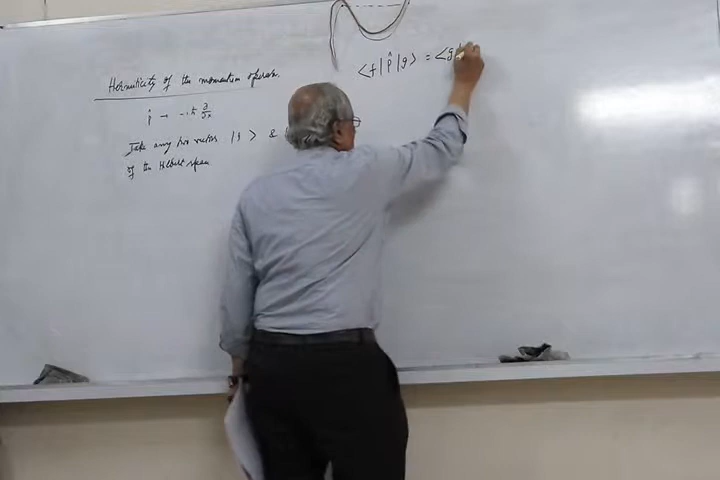 Hermiticity of the momentum operator.
p̂ → -iℏ ∂/∂x
Take any two vectors |f > &
of the Hilbert space
<f|p̂|g> = <g|